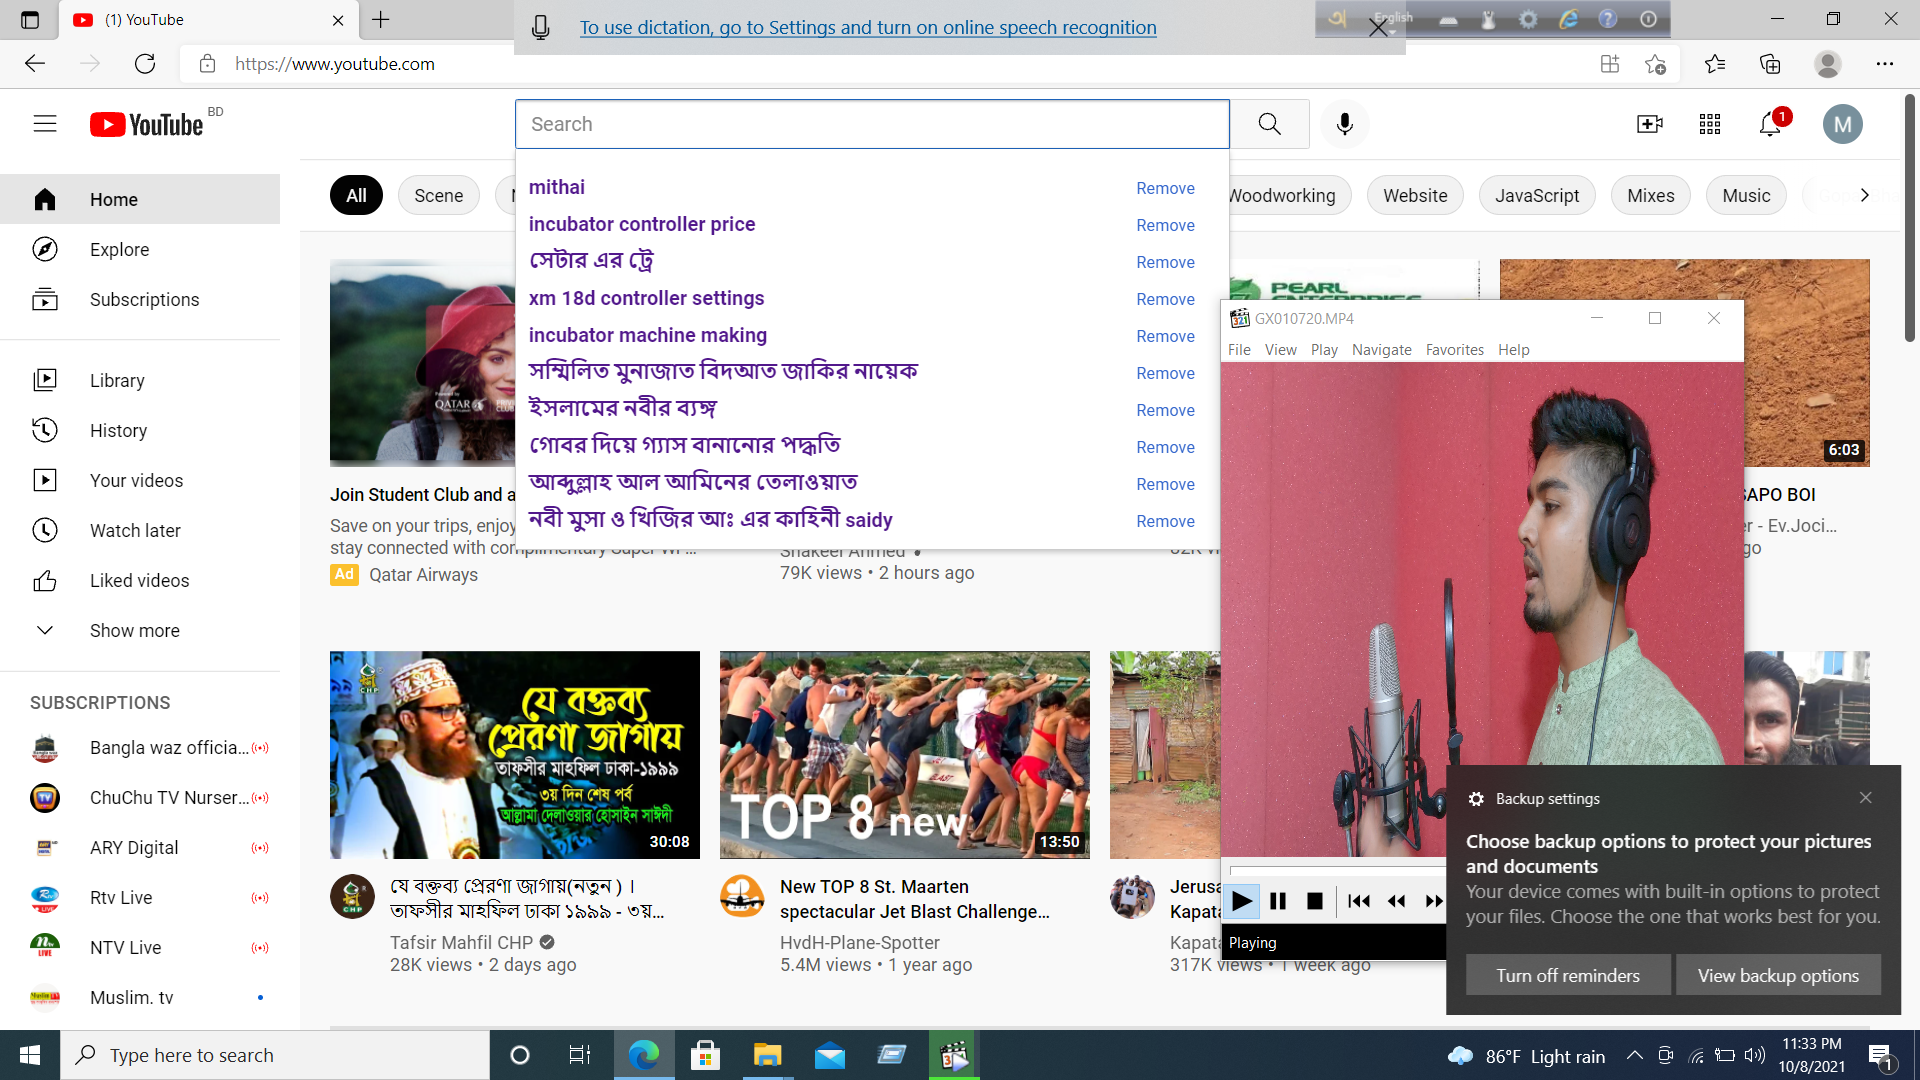 (1) YouTube
To use dictation, go to Settings and turn on online speech recognition
English
https://www.youtube.com
YouTube BD
Search
1
M
mithai Remove
incubator controller price Remove
সেটার এর ট্রে Remove
xm 18d controller settings Remove
incubator machine making Remove
সম্মিলিত মুনাজাত বিদআত জাকির নায়েক Remove
ইসলামের নবীর ব্যঙ্গ Remove
গোবর দিয়ে গ্যাস বানানোর পদ্ধতি Remove
আব্দুল্লাহ আল আমিনের তেলাওয়াত Remove
নবী মুসা ও খিজির আঃ এর কাহিনী saidy Remove
All
Scene
Woodworking
Website
JavaScript
Mixes
Music
Home
Explore
Subscriptions
Library
History
Your videos
Watch later
Liked videos
Show more
SUBSCRIPTIONS
Bangla waz officia...
ChuChu TV Nurser...
ARY Digital
Rtv Live
NTV Live
Muslim. tv
QATAR
Join Student Club and a
Save on your trips, enjoy
stay connected with complimentary Super Wi-...
Ad Qatar Airways
Shakeel Ahmed
79K views • 2 hours ago
PEARL
ENTERPRISE
6:03
SAPO BOI
er - Ev.Joci...
go
GX010720.MP4
File View Play Navigate Favorites Help
Playing
CHP
যে বক্তব্য
প্রেরণা জাগায়
তাফসীর মাহফিল ঢাকা-১৯৯৯
৩য় দিন শেষ পর্ব
আল্লামা দেলাওয়ার হোসাইন সাঈদী
30:08
যে বক্তব্য প্রেরণা জাগায়(নতুন ) ।
তাফসীর মাহফিল ঢাকা ১৯৯৯ - ৩য়...
Tafsir Mahfil CHP
28K views • 2 days ago
TOP 8 new
13:50
New TOP 8 St. Maarten
spectacular Jet Blast Challenge...
HvdH-Plane-Spotter
5.4M views • 1 year ago
Jerusa
Kapata
Kapata
317K views • 1 week ago
Backup settings
Choose backup options to protect your pictures
and documents
Your device comes with built-in options to protect
your files. Choose the one that works best for you.
Turn off reminders
View backup options
Type here to search
86°F Light rain
11:33 PM
10/8/2021
1